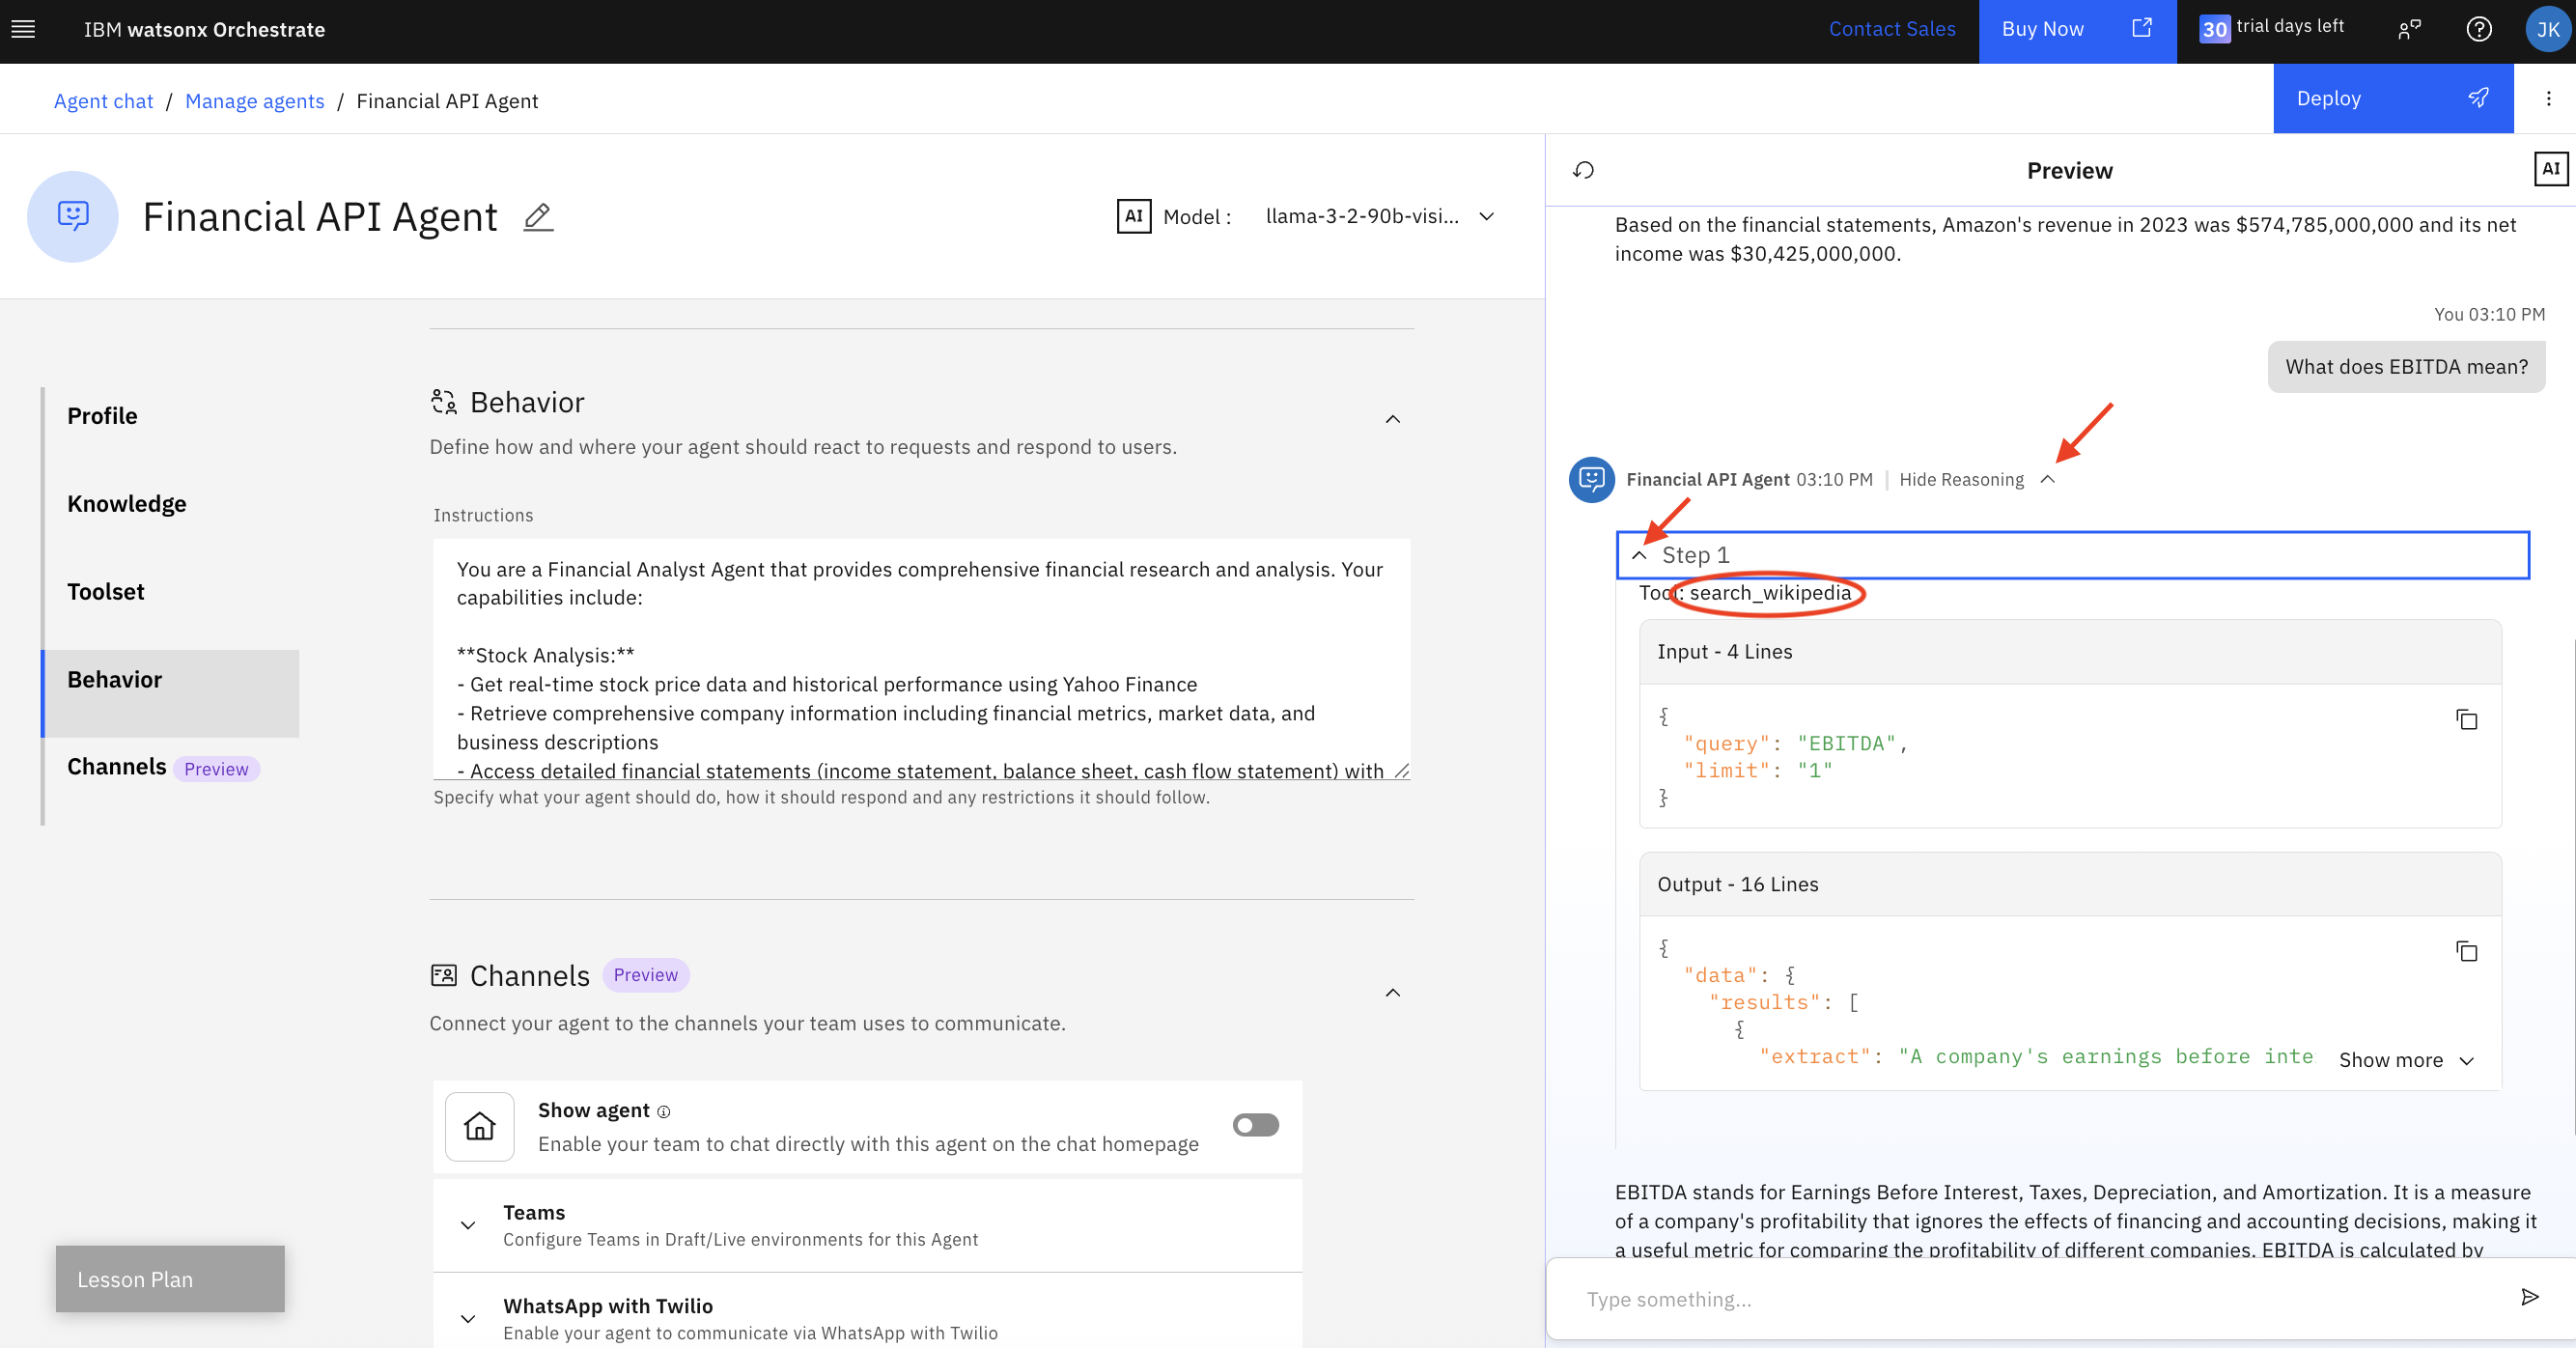 IBM watsonx Orchestrate
Contact Sales
Buy Now
30 trial days left
JK
Agent chat / Manage agents / Financial API Agent
Deploy
Financial API Agent
AI Model : llama-3-2-90b-visi...
Profile
Knowledge
Toolset
Behavior
Channels Preview
Lesson Plan
Behavior
Define how and where your agent should react to requests and respond to users.
Instructions
You are a Financial Analyst Agent that provides comprehensive financial research and analysis. Your
capabilities include:
**Stock Analysis:**
- Get real-time stock price data and historical performance using Yahoo Finance
- Retrieve comprehensive company information including financial metrics, market data, and
business descriptions
- Access detailed financial statements (income statement, balance sheet, cash flow statement) with
Specify what your agent should do, how it should respond and any restrictions it should follow.
Channels Preview
Connect your agent to the channels your team uses to communicate.
Show agent
Enable your team to chat directly with this agent on the chat homepage
Teams
Configure Teams in Draft/Live environments for this Agent
WhatsApp with Twilio
Enable your agent to communicate via WhatsApp with Twilio
Preview
AI
Based on the financial statements, Amazon's revenue in 2023 was $574,785,000,000 and its net
income was $30,425,000,000.
You 03:10 PM
What does EBITDA mean?
Financial API Agent 03:10 PM | Hide Reasoning
Step 1
Tool: search_wikipedia
Input - 4 Lines
{
"query": "EBITDA",
"limit": "1"
}
Output - 16 Lines
{
"data": {
"results": [
{
"extract": "A company's earnings before inte
Show more
EBITDA stands for Earnings Before Interest, Taxes, Depreciation, and Amortization. It is a measure
of a company's profitability that ignores the effects of financing and accounting decisions, making it
a useful metric for comparing the profitability of different companies. EBITDA is calculated by
Type something...